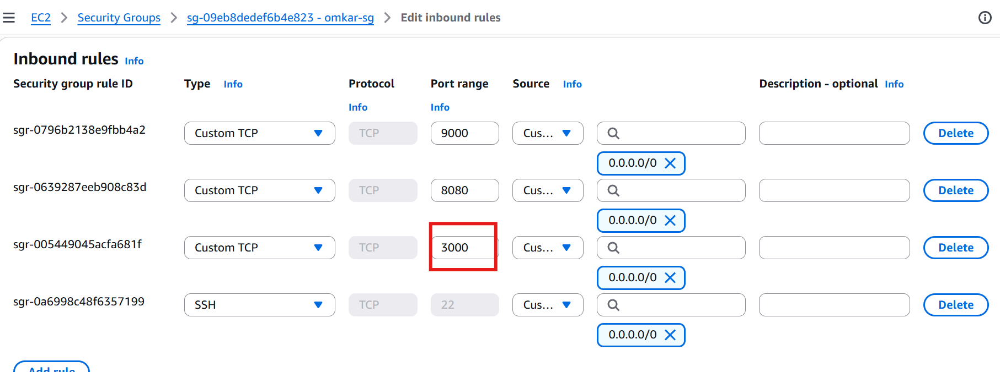 EC2 > Security Groups > sg-09eb8dedef6b4e823 - omkar-sg > Edit inbound rules
Inbound rules Info
Security group rule ID Type Info Protocol Info Port range Info Source Info Description - optional Info
sgr-0796b2138e9fbb4a2 Custom TCP TCP 9000 Cus... Delete
0.0.0.0/0
sgr-0639287eeb908c83d Custom TCP TCP 8080 Cus... Delete
0.0.0.0/0
sgr-005449045acfa681f Custom TCP TCP 3000 Cus... Delete
0.0.0.0/0
sgr-0a6998c48f6357199 SSH TCP 22 Cus... Delete
0.0.0.0/0
Add rule